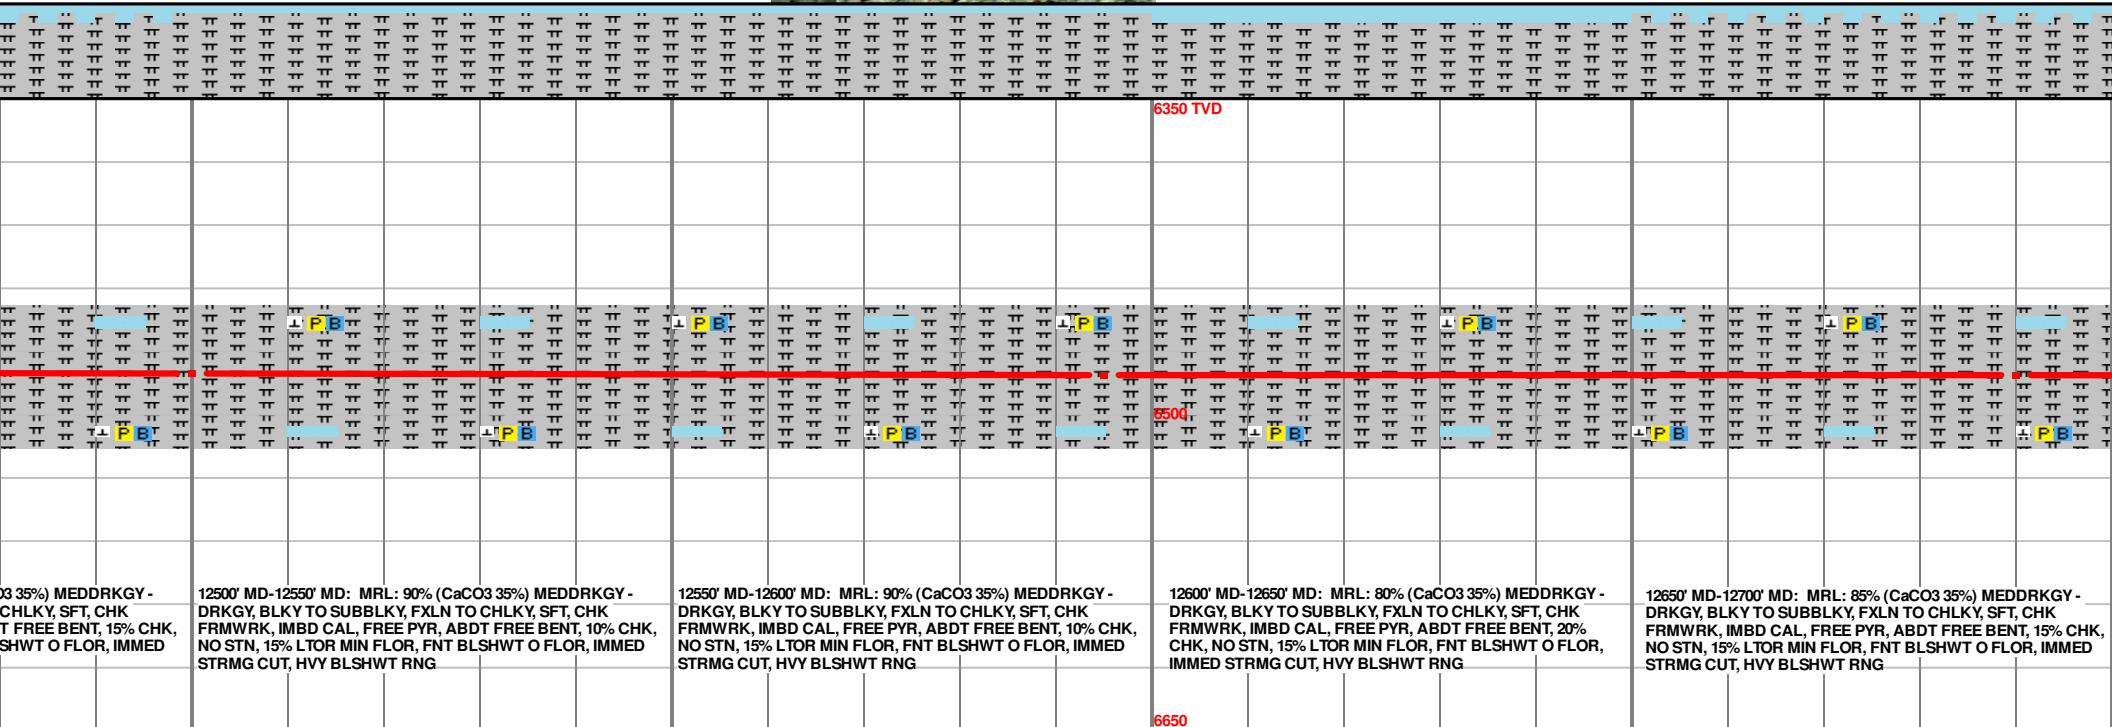 6350 TVD
P B
P B
P B
P B
P B
P B
6500
P B
P B
P B
P B
P B
P B
O3 35%) MEDDRKGY -
CHLKY, SFT, CHK
T FREE BENT, 15% CHK,
SHWT O FLOR, IMMED
12500' MD-12550' MD: MRL: 90% (CaCO3 35%) MEDDRKGY -
DRKGY, BLKY TO SUBBLKY, FXLN TO CHLKY, SFT, CHK
FRMWRK, IMBD CAL, FREE PYR, ABDT FREE BENT, 10% CHK,
NO STN, 15% LTOR MIN FLOR, FNT BLSHWT O FLOR, IMMED
STRMG CUT, HVY BLSHWT RNG
12550' MD-12600' MD: MRL: 90% (CaCO3 35%) MEDDRKGY -
DRKGY, BLKY TO SUBBLKY, FXLN TO CHLKY, SFT, CHK
FRMWRK, IMBD CAL, FREE PYR, ABDT FREE BENT, 10% CHK,
NO STN, 15% LTOR MIN FLOR, FNT BLSHWT O FLOR, IMMED
STRMG CUT, HVY BLSHWT RNG
12600' MD-12650' MD: MRL: 80% (CaCO3 35%) MEDDRKGY -
DRKGY, BLKY TO SUBBLKY, FXLN TO CHLKY, SFT, CHK
FRMWRK, IMBD CAL, FREE PYR, ABDT FREE BENT, 20%
CHK, NO STN, 15% LTOR MIN FLOR, FNT BLSHWT O FLOR,
IMMED STRMG CUT, HVY BLSHWT RNG
12650' MD-12700' MD: MRL: 85% (CaCO3 35%) MEDDRKGY -
DRKGY, BLKY TO SUBBLKY, FXLN TO CHLKY, SFT, CHK
FRMWRK, IMBD CAL, FREE PYR, ABDT FREE BENT, 15% CHK,
NO STN, 15% LTOR MIN FLOR, FNT BLSHWT O FLOR, IMMED
STRMG CUT, HVY BLSHWT RNG
6650